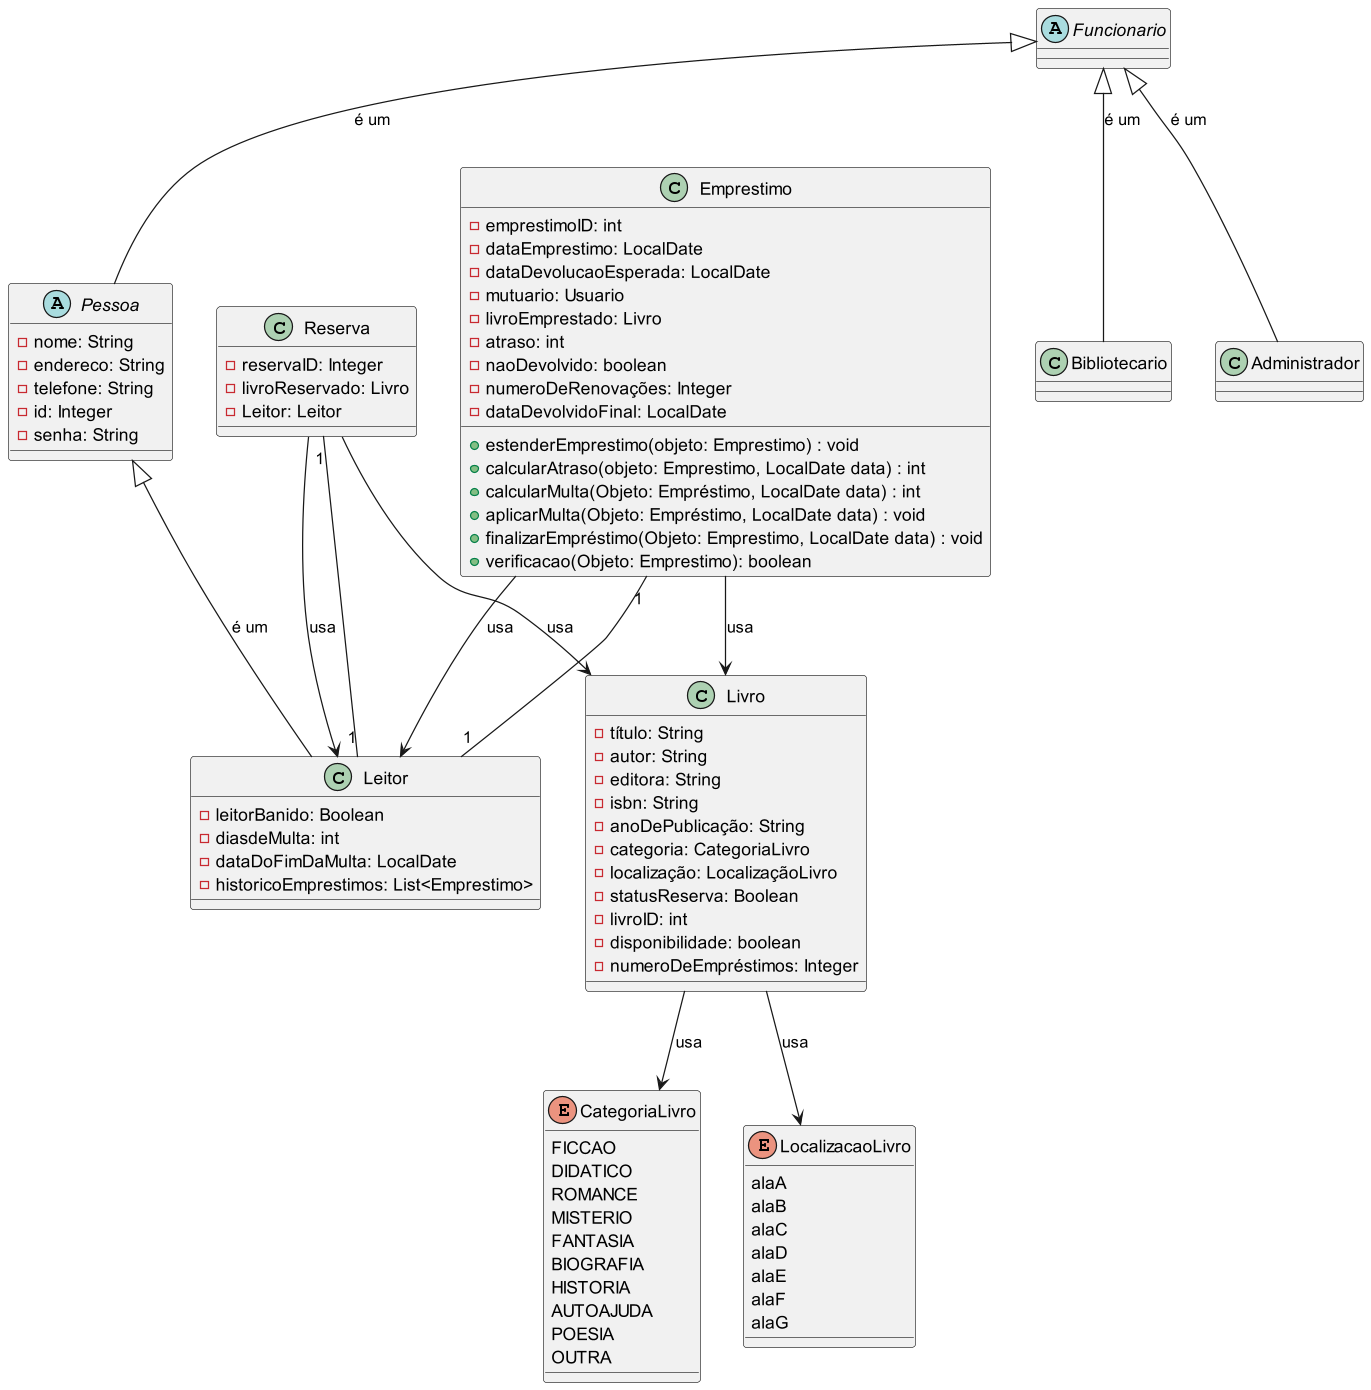 A Funcionario
é um
é um
é um
C Emprestimo
emprestimoID: int
dataEmprestimo: LocalDate
dataDevolucaoEsperada: LocalDate
mutuario: Usuario
livroEmprestado: Livro
atraso: int
naoDevolvido: boolean
numeroDeRenovações: Integer
dataDevolvidoFinal: LocalDate
estenderEmprestimo(objeto: Emprestimo) : void
calcularAtraso(objeto: Emprestimo, LocalDate data) : int
calcularMulta(Objeto: Empréstimo, LocalDate data) : int
aplicarMulta(Objeto: Empréstimo, LocalDate data) : void
finalizarEmpréstimo(Objeto: Emprestimo, LocalDate data) : void
verificacao(Objeto: Emprestimo): boolean
A Pessoa
nome: String
endereco: String
telefone: String
id: Integer
senha: String
C Reserva
reservaID: Integer
livroReservado: Livro
Leitor: Leitor
C Bibliotecario
C Administrador
1
1
é um
usa
usa
usa
usa
1
1
C Leitor
leitorBanido: Boolean
diasdeMulta: int
dataDoFimDaMulta: LocalDate
historicoEmprestimos: List<Emprestimo>
C Livro
título: String
autor: String
editora: String
isbn: String
anoDePublicação: String
categoria: CategoriaLivro
localização: LocalizaçãoLivro
statusReserva: Boolean
livroID: int
disponibilidade: boolean
numeroDeEmpréstimos: Integer
usa
usa
E CategoriaLivro
FICCAO
DIDATICO
ROMANCE
MISTERIO
FANTASIA
BIOGRAFIA
HISTORIA
AUTOAJUDA
POESIA
OUTRA
E LocalizacaoLivro
alaA
alaB
alaC
alaD
alaE
alaF
alaG